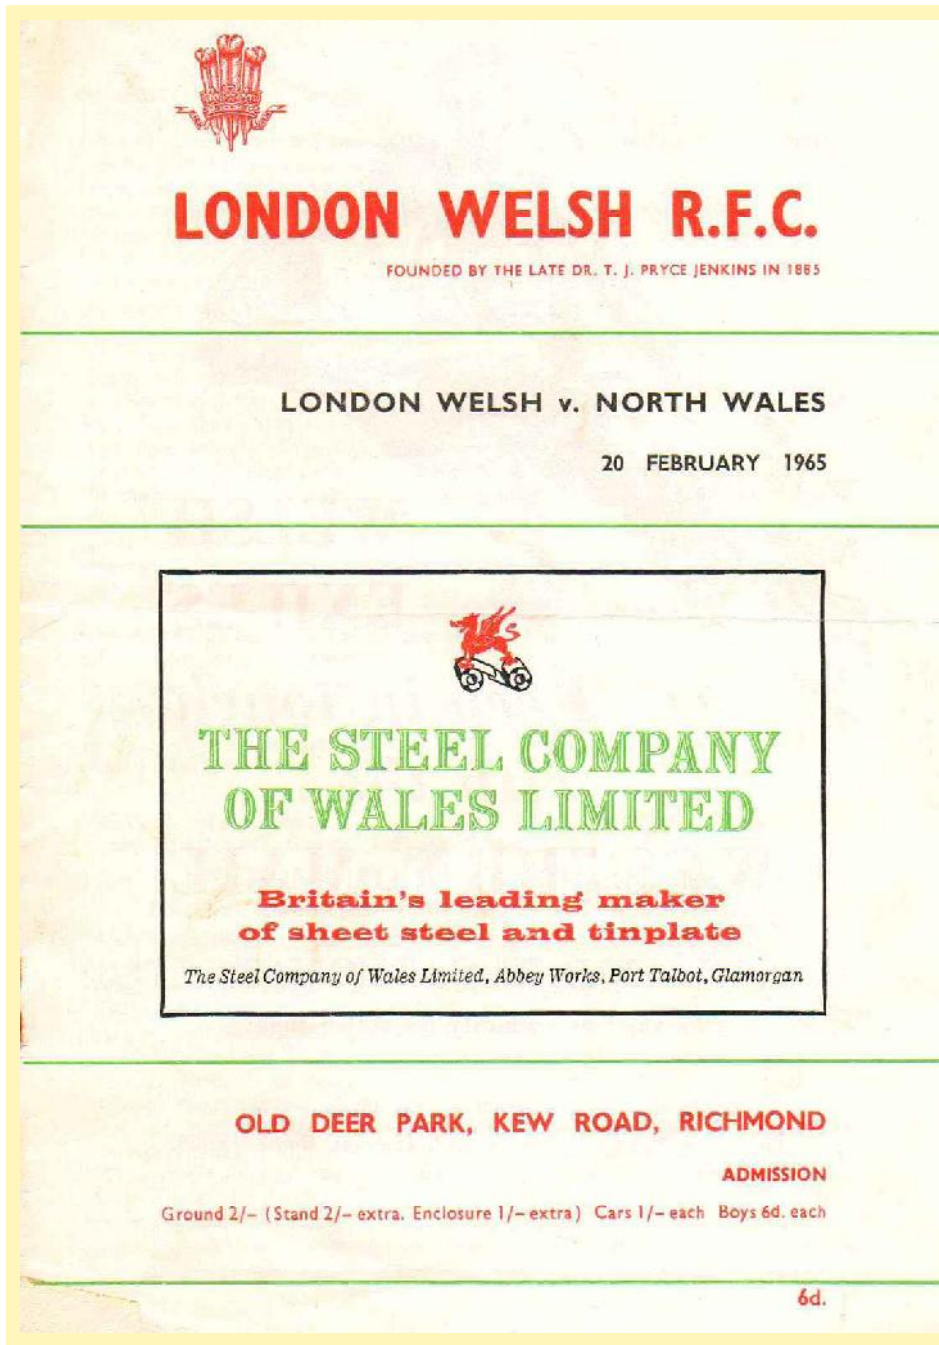 LONDON WELSH R.F.C.
FOUNDED BY THE LATE DR. T. J. PRYCE JENKINS IN 1885
LONDON WELSH v. NORTH WALES
20 FEBRUARY 1965
THE STEEL COMPANY
OF WALES LIMITED
Britain's leading maker
of sheet steel and tinplate
The Steel Company of Wales Limited, Abbey Works, Port Talbot, Glamorgan
OLD DEER PARK, KEW ROAD, RICHMOND
ADMISSION
Ground 2/- (Stand 2/- extra. Enclosure 1/- extra) Cars 1/- each Boys 6d. each
6d.